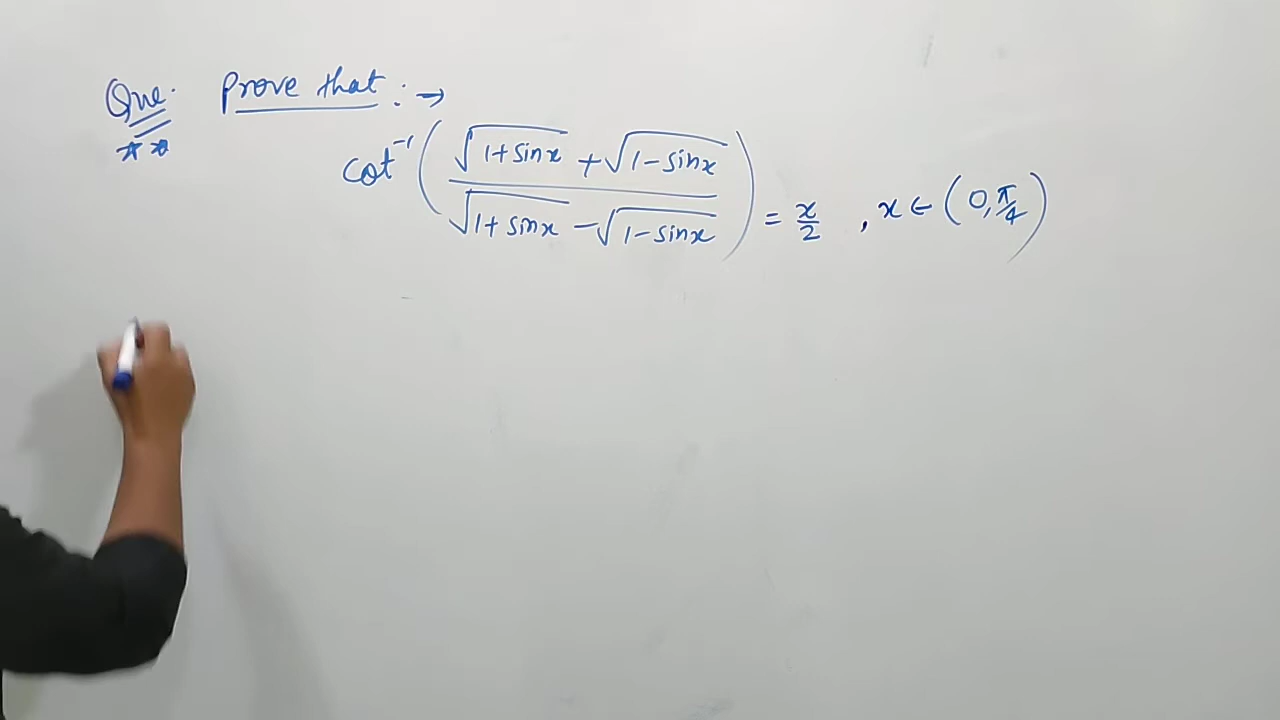 Que. Prove that :→
cot⁻¹ ( (√(1+sinx) + √(1-sinx)) / (√(1+sinx) - √(1-sinx)) ) = x/2 , x ∈ (0, π/4)